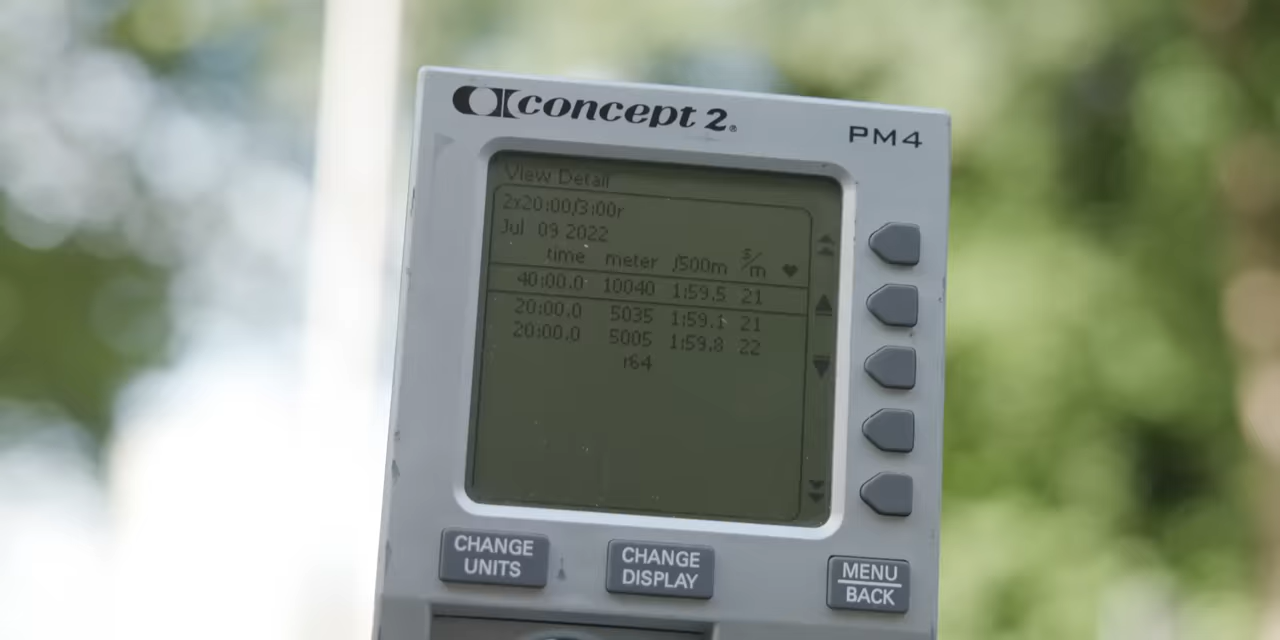 concept 2
PM4
View Detail
2x20:00/3:00r
Jul 09 2022
time meter /500m s/m ♥
40:00.0 10040 1:59.5 21
20:00.0 5035 1:59.1 21
20:00.0 5005 1:59.8 22
r64
CHANGE
UNITS
CHANGE
DISPLAY
MENU
BACK